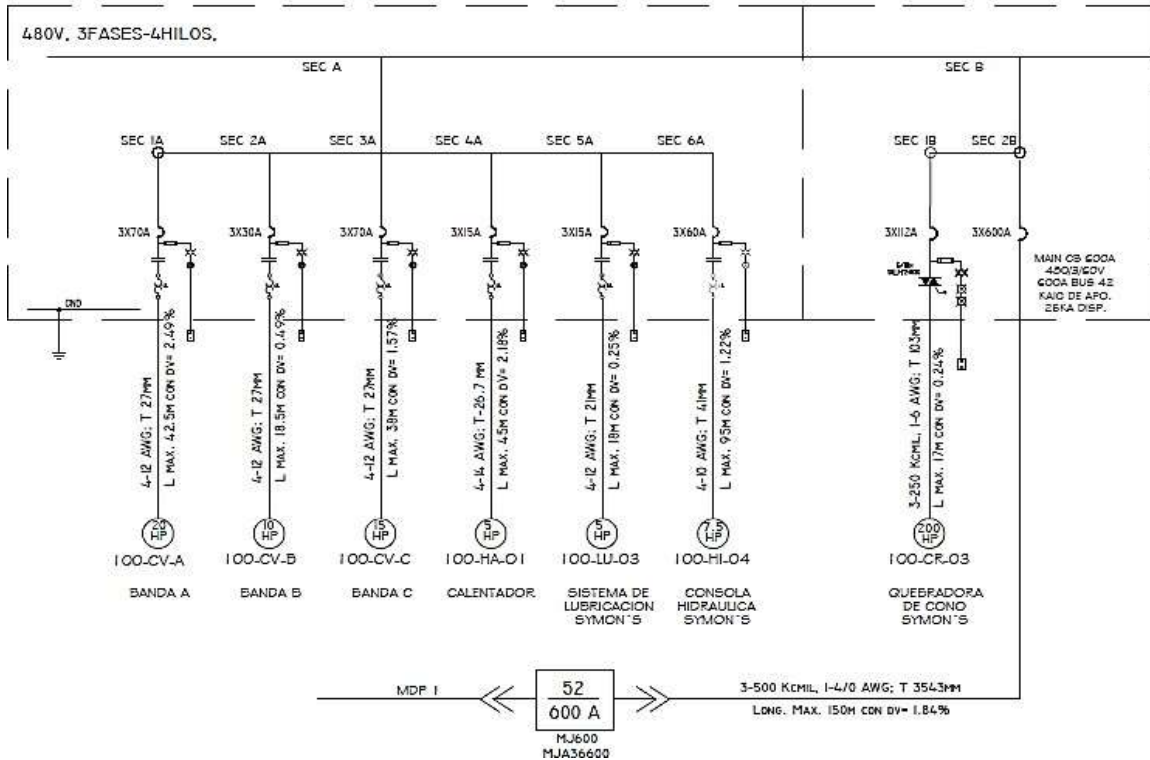 480V, 3FASES-4HILOS,
SEC A
SEC B
SEC 1A
SEC 2A
SEC 3A
SEC 4A
SEC 5A
SEC 6A
SEC 1B
SEC 2B
3X70A
3X30A
3X70A
3X15A
3X15A
3X60A
3X112A
3X600A
MAIN CB 600A
480/3/60V
600A BUS 42
KAIC DE APO.
25KA DISP.
GND
4-12 AWG; T 27MM
L MAX. 42.5M CON DV= 2.49%
4-12 AWG; T 27MM
L MAX. 18.5M CON DV= 0.49%
4-12 AWG; T 27MM
L MAX. 38M CON DV= 1.57%
4-14 AWG; T-26.7 MM
L MAX. 45M CON DV= 2.18%
4-12 AWG; T 21MM
L MAX. 18M CON DV= 0.25%
4-10 AWG; T 41MM
L MAX. 95M CON DV= 1.22%
3-250 KCMIL, 1-6 AWG; T 103MM
L MAX. 17M CON DV= 0.24%
20 HP
10 HP
15 HP
5 HP
5 HP
7.5 HP
200 HP
100-CV-A
100-CV-B
100-CV-C
100-HA-01
100-LU-03
100-HI-04
100-CR-03
BANDA A
BANDA B
BANDA C
CALENTADOR
SISTEMA DE
LUBRICACION
SYMON'S
CONSOLA
HIDRAULICA
SYMON'S
QUEBRADORA
DE CONO
SYMON'S
MDP 1
52
600 A
MJ600
MJA36600
3-500 KCMIL, 1-4/0 AWG; T 3543MM
LONG. MAX. 150M CON DV= 1.84%